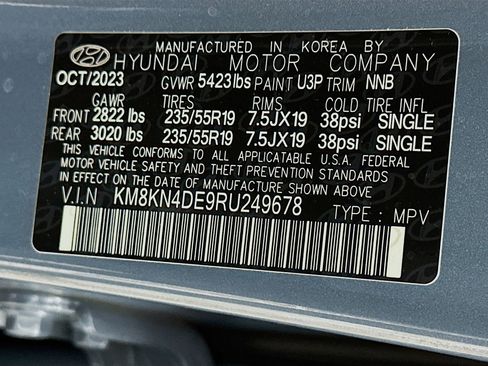 MANUFACTURED IN KOREA BY
HYUNDAI MOTOR COMPANY
OCT/2023 GVWR 5423lbs PAINT U3P TRIM NNB
GAWR TIRES RIMS COLD TIRE INFL
FRONT 2822 lbs 235/55R19 7.5JX19 38psi SINGLE
REAR 3020 lbs 235/55R19 7.5JX19 38psi SINGLE
THIS VEHICLE CONFORMS TO ALL APPLICABLE U.S.A. FEDERAL
MOTOR VEHICLE SAFETY AND THEFT PREVENTION STANDARDS
IN EFFECT ON THE DATE OF MANUFACTURE SHOWN ABOVE.
V.I.N KM8KN4DE9RU249678 TYPE : MPV